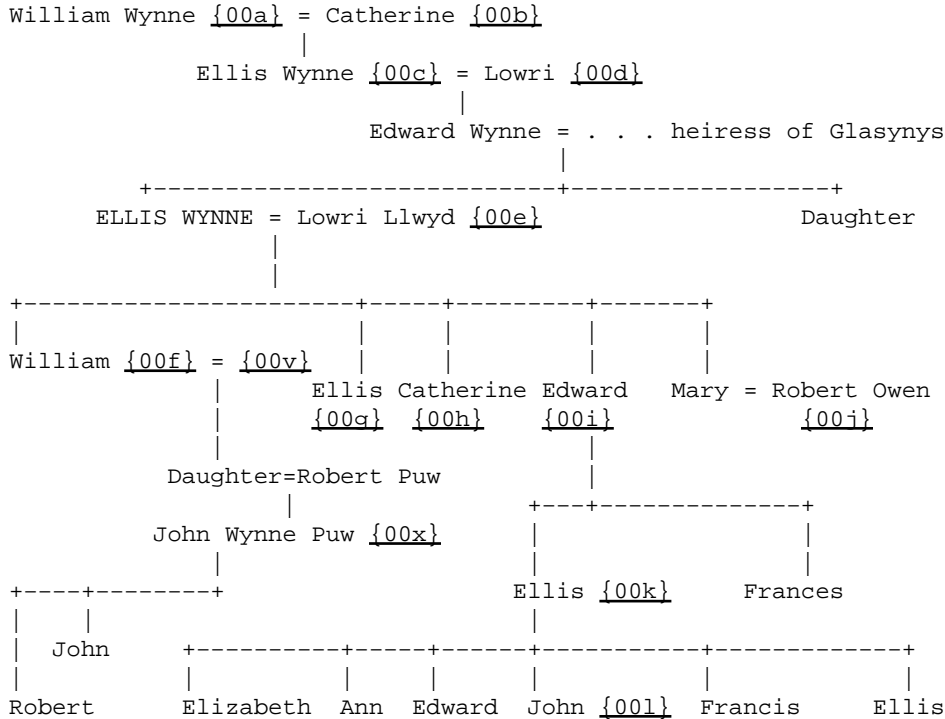 William Wynne {00a} = Catherine {00b}
Ellis Wynne {00c} = Lowri {00d}
Edward Wynne = . . . heiress of Glasynys
ELLIS WYNNE = Lowri Llwyd {00e} Daughter
William {00f} = {00v}
Ellis Catherine Edward Mary = Robert Owen
{00g} {00h} {00i} {00j}
Daughter=Robert Puw
John Wynne Puw {00x}
Ellis {00k} Frances
John
Robert Elizabeth Ann Edward John {00l} Francis Ellis